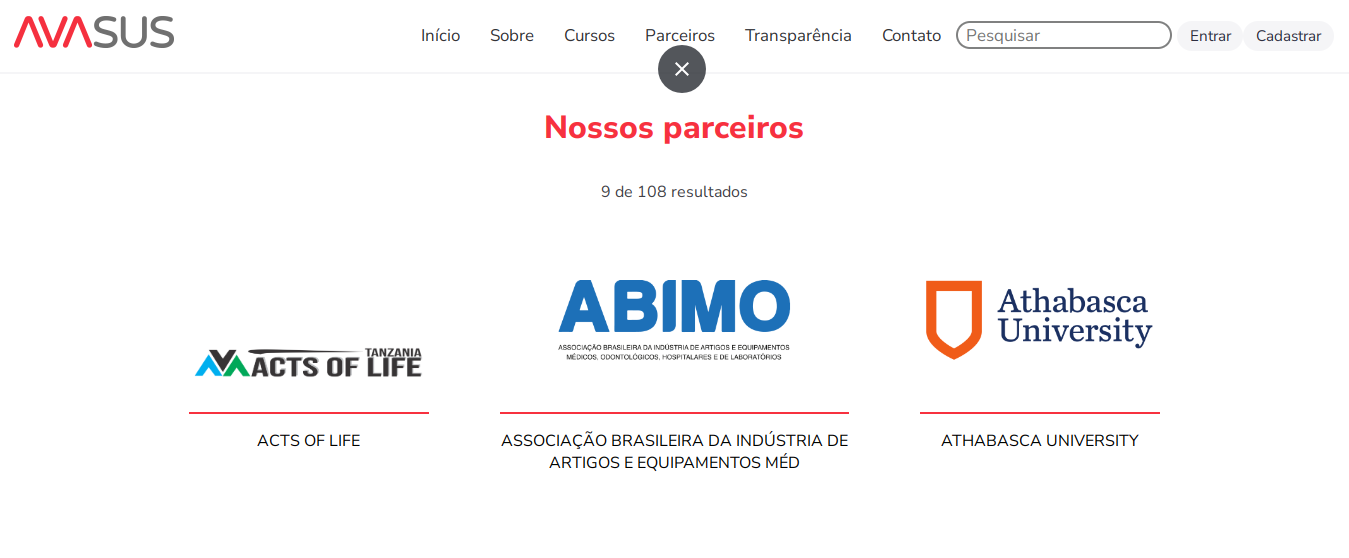 AVASUS
Início Sobre Cursos Parceiros Transparência Contato Pesquisar Entrar Cadastrar
Nossos parceiros
9 de 108 resultados
TANZANIA
ACTS OF LIFE
ABIMO
ASSOCIAÇÃO BRASILEIRA DA INDÚSTRIA DE ARTIGOS E EQUIPAMENTOS
MÉDICOS, ODONTOLÓGICOS, HOSPITALARES E DE LABORATÓRIOS
Athabasca
University
ACTS OF LIFE
ASSOCIAÇÃO BRASILEIRA DA INDÚSTRIA DE
ARTIGOS E EQUIPAMENTOS MÉD
ATHABASCA UNIVERSITY